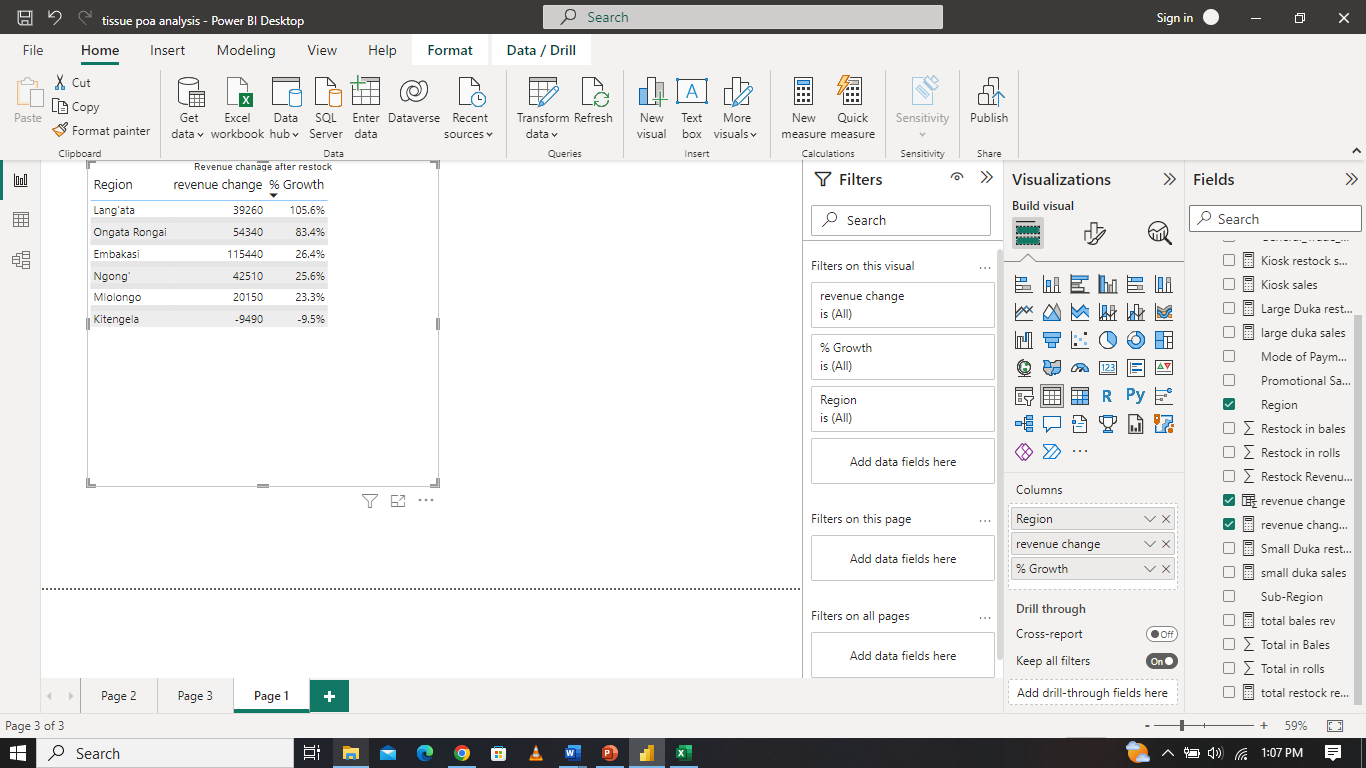 tissue poa analysis - Power BI Desktop
Search
Sign in
File Home Insert Modeling View Help Format Data / Drill
Paste
Cut
Copy
Format painter
Clipboard
Get data
Excel workbook
Data hub
SQL Server
Enter data
Dataverse
Recent sources
Data
Transform data
Refresh
Queries
New visual
Text box
More visuals
Insert
New measure
Quick measure
Calculations
Sensitivity
Sensitivity
Publish
Share
Revenue chanage after restock
Region revenue change % Growth
Lang'ata 39260 105.6%
Ongata Rongai 54340 83.4%
Embakasi 115440 26.4%
Ngong' 42510 25.6%
Mlolongo 20150 23.3%
Kitengela -9490 -9.5%
Filters
Search
Filters on this visual
revenue change
is (All)
% Growth
is (All)
Region
is (All)
Add data fields here
Filters on this page
Add data fields here
Filters on all pages
Add data fields here
Visualizations
Build visual
123
R Py
Columns
Region
revenue change
% Growth
Drill through
Cross-report Off
Keep all filters On
Add drill-through fields here
Fields
Search
Kiosk restock s...
Kiosk sales
Large Duka rest...
large duka sales
Mode of Paym...
Promotional Sa...
Region
Restock in bales
Restock in rolls
Restock Revenu...
revenue change
revenue chang...
Small Duka rest...
small duka sales
Sub-Region
total bales rev
Total in Bales
Total in rolls
total restock re...
Page 2 Page 3 Page 1
Page 3 of 3
59%
Search
1:07 PM